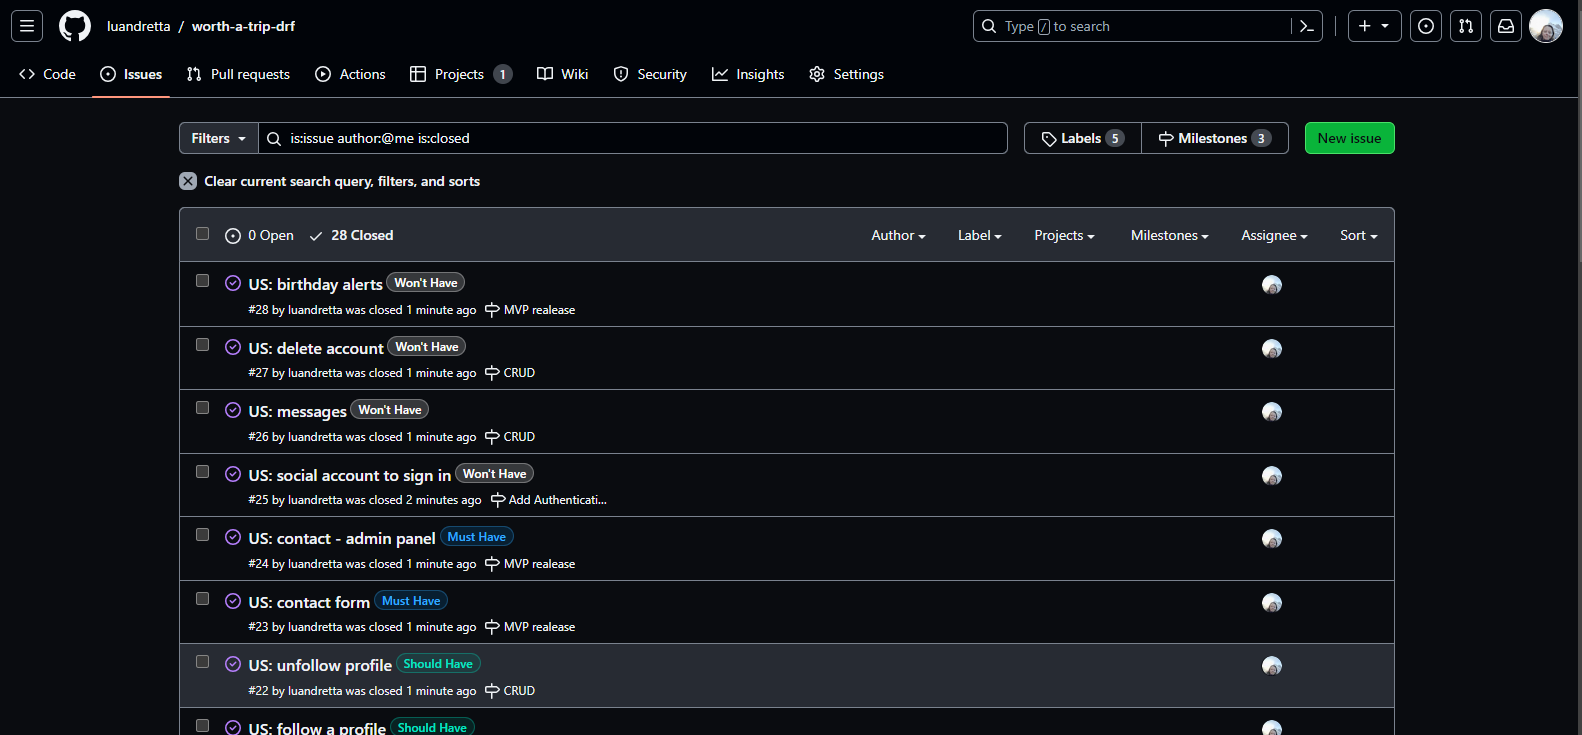 luandretta / worth-a-trip-drf
Type / to search
Code Issues Pull requests Actions Projects 1 Wiki Security Insights Settings
Filters is:issue author:@me is:closed
Labels 5 Milestones 3 New issue
Clear current search query, filters, and sorts
0 Open 28 Closed Author Label Projects Milestones Assignee Sort
US: birthday alerts Won't Have
#28 by luandretta was closed 1 minute ago MVP realease
US: delete account Won't Have
#27 by luandretta was closed 1 minute ago CRUD
US: messages Won't Have
#26 by luandretta was closed 1 minute ago CRUD
US: social account to sign in Won't Have
#25 by luandretta was closed 2 minutes ago Add Authenticati...
US: contact - admin panel Must Have
#24 by luandretta was closed 1 minute ago MVP realease
US: contact form Must Have
#23 by luandretta was closed 1 minute ago MVP realease
US: unfollow profile Should Have
#22 by luandretta was closed 1 minute ago CRUD
US: follow a profile Should Have